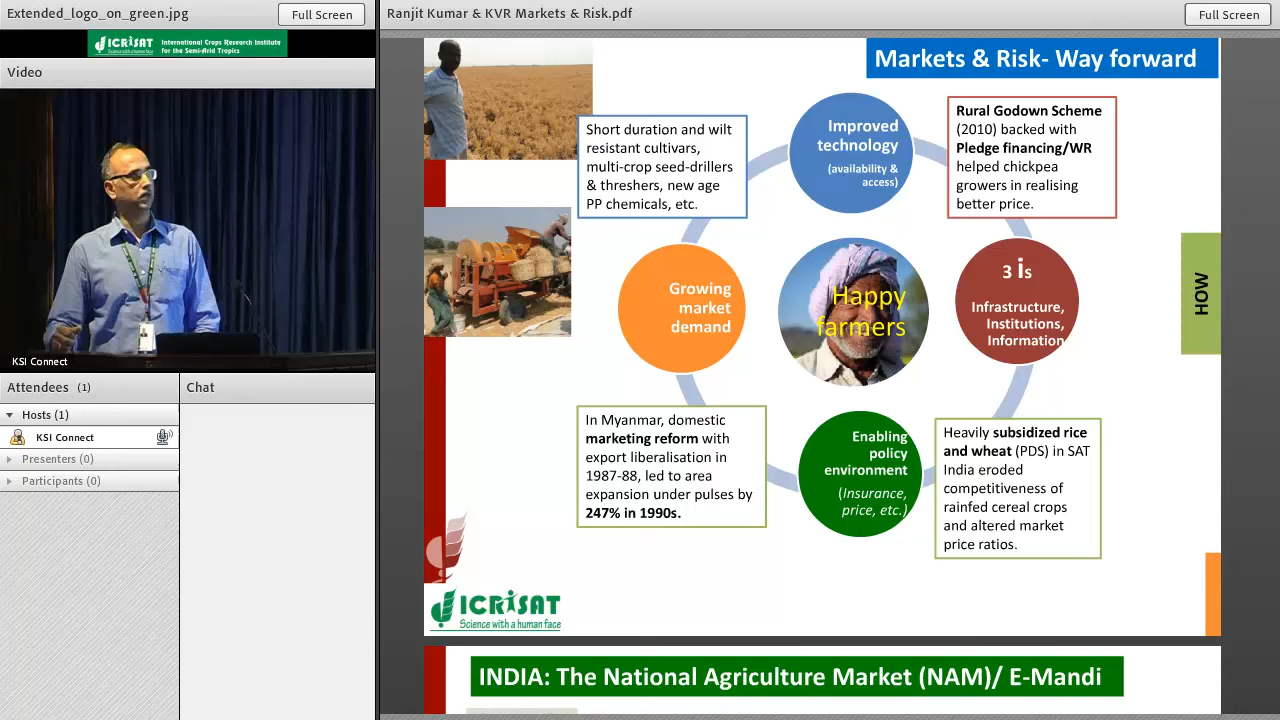 Extended_logo_on_green.jpg
Full Screen
ICRISAT
Science with a human face
International Crops Research Institute
for the Semi-Arid Tropics
Video
KSI Connect
Attendees (1)
Hosts (1)
KSI Connect
Presenters (0)
Participants (0)
Chat
Ranjit Kumar & KVR Markets & Risk.pdf
Full Screen
Markets & Risk- Way forward
Short duration and wilt
resistant cultivars,
multi-crop seed-drillers
& threshers, new age
PP chemicals, etc.
Improved
technology
(availability &
access)
Rural Godown Scheme
(2010) backed with
Pledge financing/WR
helped chickpea
growers in realising
better price.
Growing
market
demand
Happy
farmers
3 is
Infrastructure,
Institutions,
Information
HOW
In Myanmar, domestic
marketing reform with
export liberalisation in
1987-88, led to area
expansion under pulses by
247% in 1990s.
Enabling
policy
environment
(Insurance,
price, etc.)
Heavily subsidized rice
and wheat (PDS) in SAT
India eroded
competitiveness of
rainfed cereal crops
and altered market
price ratios.
ICRISAT
Science with a human face
INDIA: The National Agriculture Market (NAM)/ E-Mandi